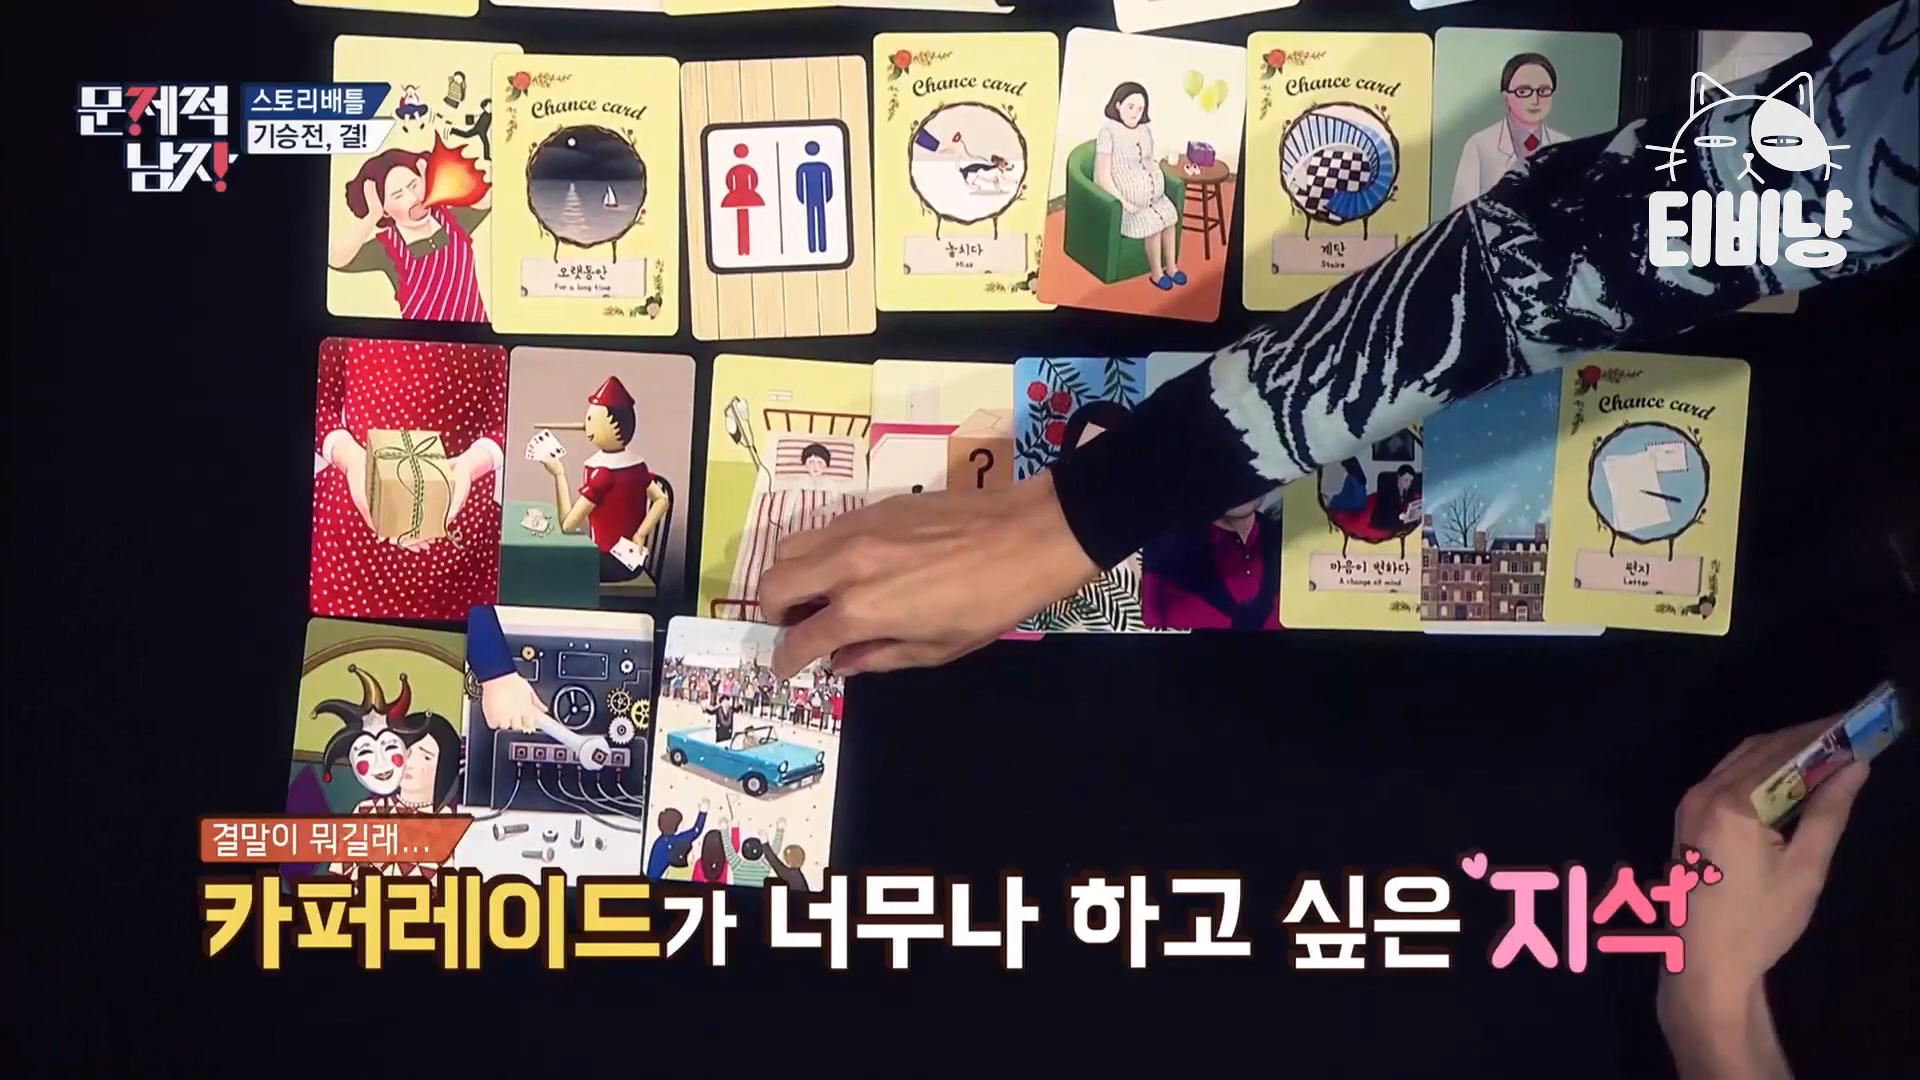 문제적
남자
스토리배틀
기승전, 결!
티비냥
Chance card
오랫동안
For a long time
Chance card
놓치다
Miss
Chance card
계단
Stairs
?
Chance card
마음이 변하다
A change of mind
편지
Letter
결말이 뭐길래...
카퍼레이드가 너무나 하고 싶은 지석